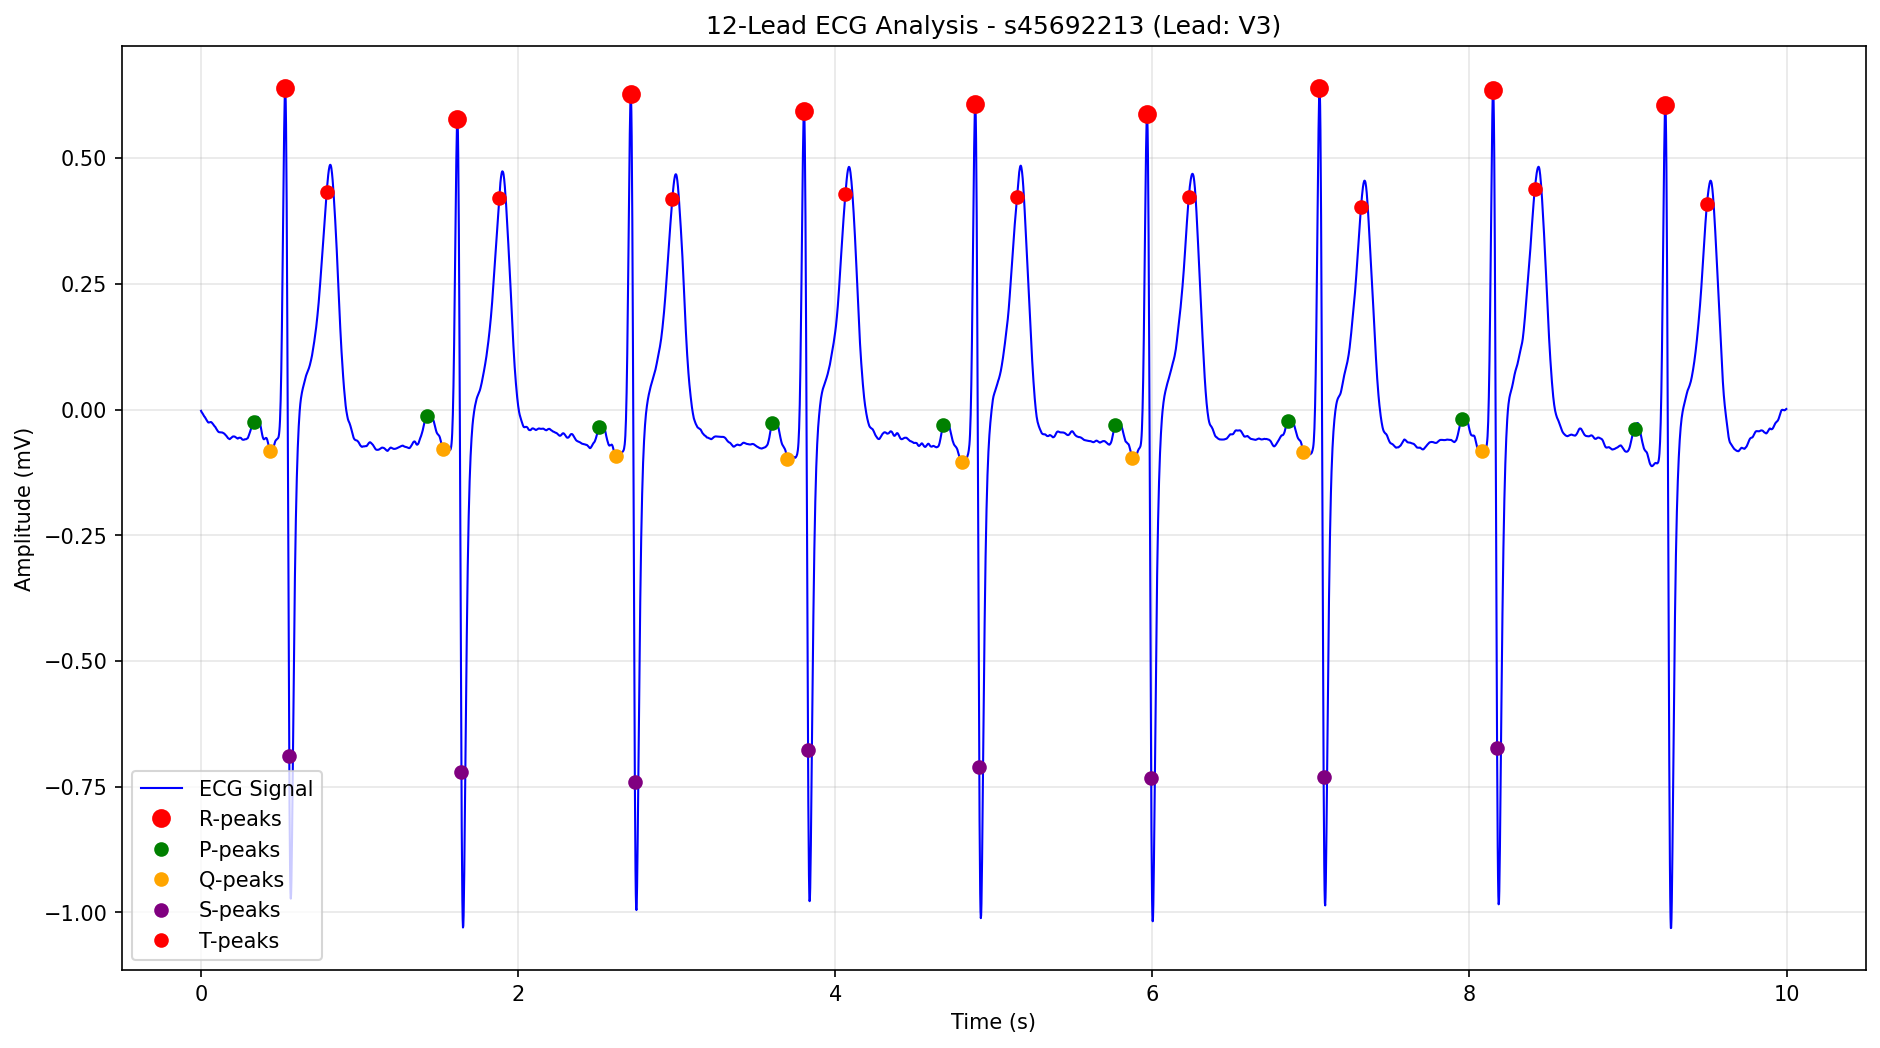 12-Lead ECG Analysis - s45692213 (Lead: V3)
Amplitude (mV)
0.50
0.25
0.00
−0.25
−0.50
−0.75
−1.00
ECG Signal
R-peaks
P-peaks
Q-peaks
S-peaks
T-peaks
0 2 4 6 8 10
Time (s)